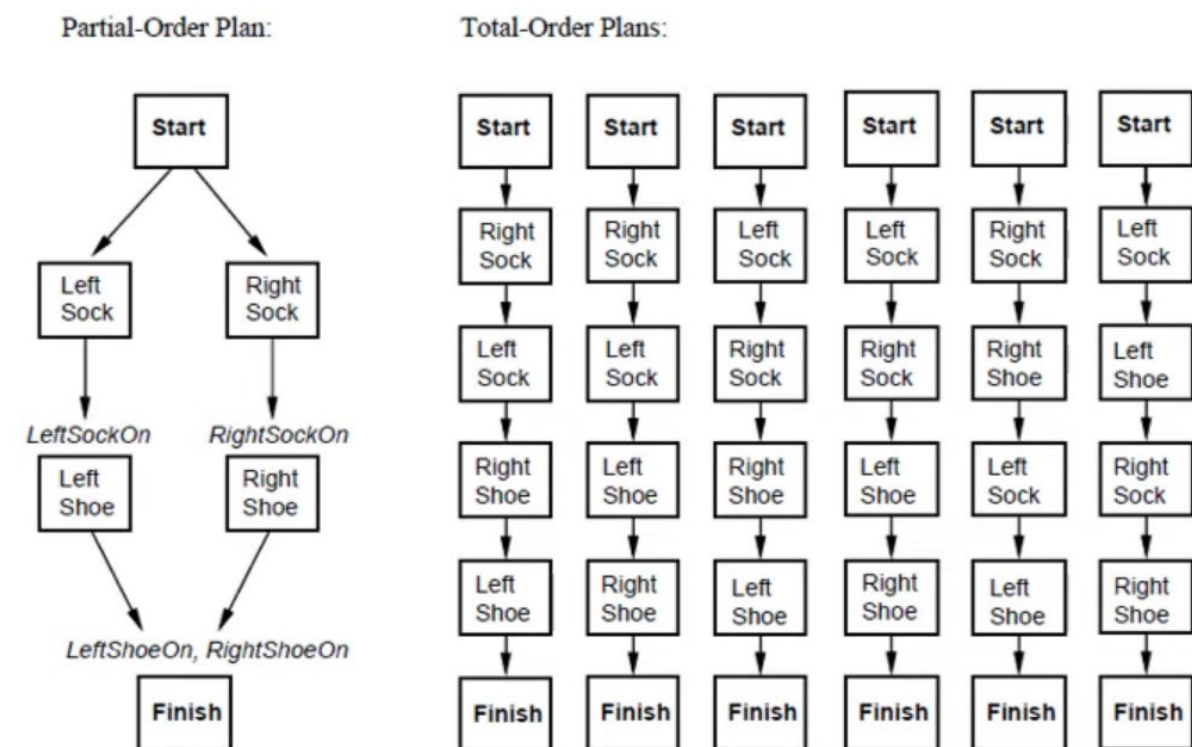 Partial-Order Plan:
Total-Order Plans:
Start
Left
Sock
Right
Sock
LeftSockOn
RightSockOn
Left
Shoe
Right
Shoe
LeftShoeOn, RightShoeOn
Finish
Start
Right
Sock
Left
Sock
Right
Shoe
Left
Shoe
Finish
Start
Right
Sock
Left
Sock
Left
Shoe
Right
Shoe
Finish
Start
Left
Sock
Right
Sock
Right
Shoe
Left
Shoe
Finish
Start
Left
Sock
Right
Sock
Left
Shoe
Right
Shoe
Finish
Start
Right
Sock
Right
Shoe
Left
Sock
Left
Shoe
Finish
Start
Left
Sock
Left
Shoe
Right
Sock
Right
Shoe
Finish